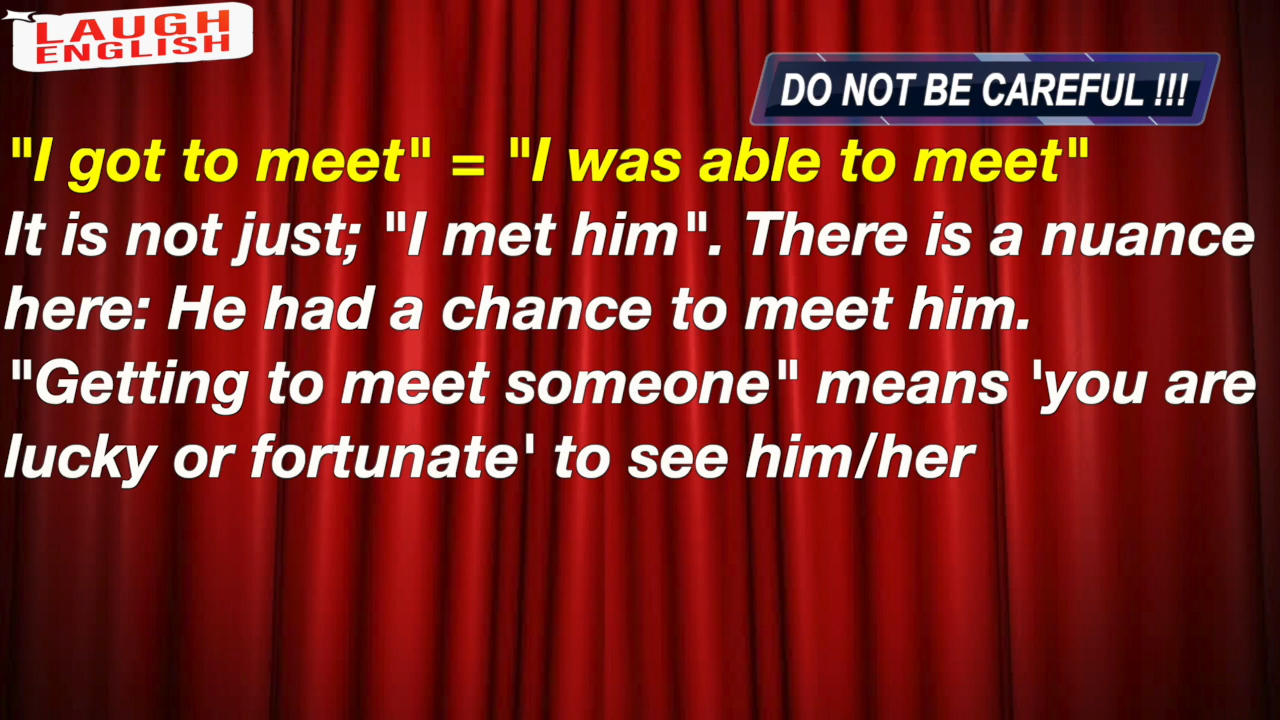 LAUGH
ENGLISH
DO NOT BE CAREFUL !!!
"I got to meet" = "I was able to meet"
It is not just; "I met him". There is a nuance
here: He had a chance to meet him.
"Getting to meet someone" means 'you are
lucky or fortunate' to see him/her